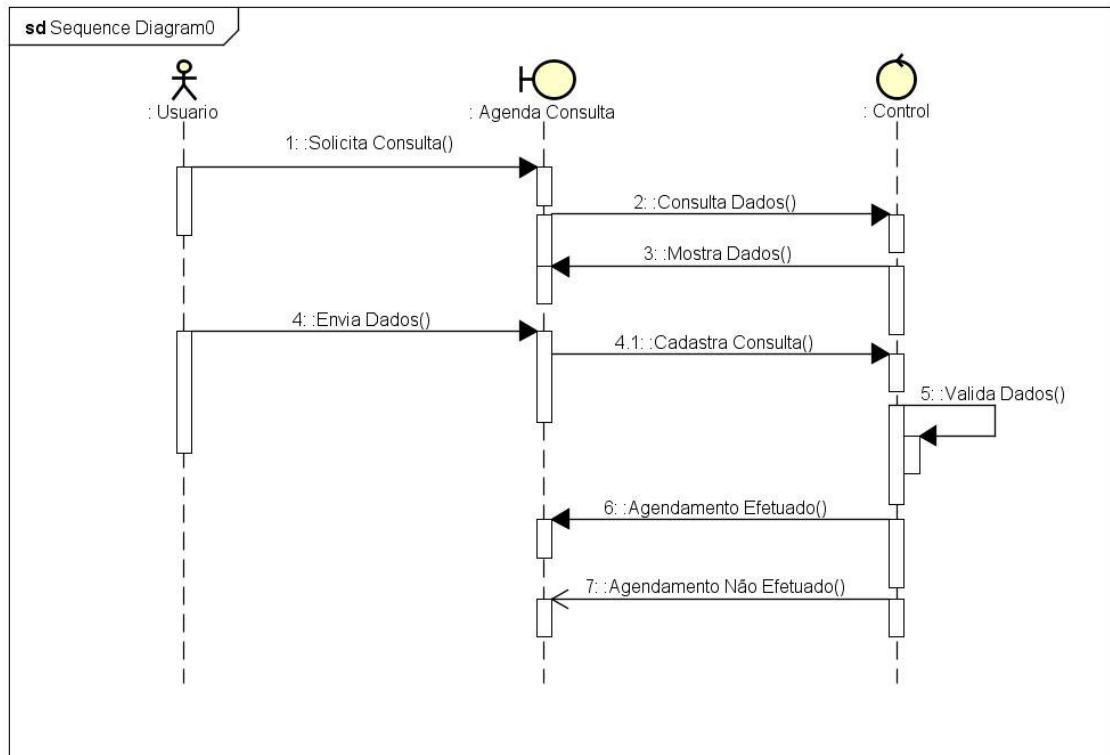 sd Sequence Diagram0
: Usuario
: Agenda Consulta
: Control
1: :Solicita Consulta()
2: :Consulta Dados()
3: :Mostra Dados()
4: :Envia Dados()
4.1: :Cadastra Consulta()
5: :Valida Dados()
6: :Agendamento Efetuado()
7: :Agendamento Não Efetuado()